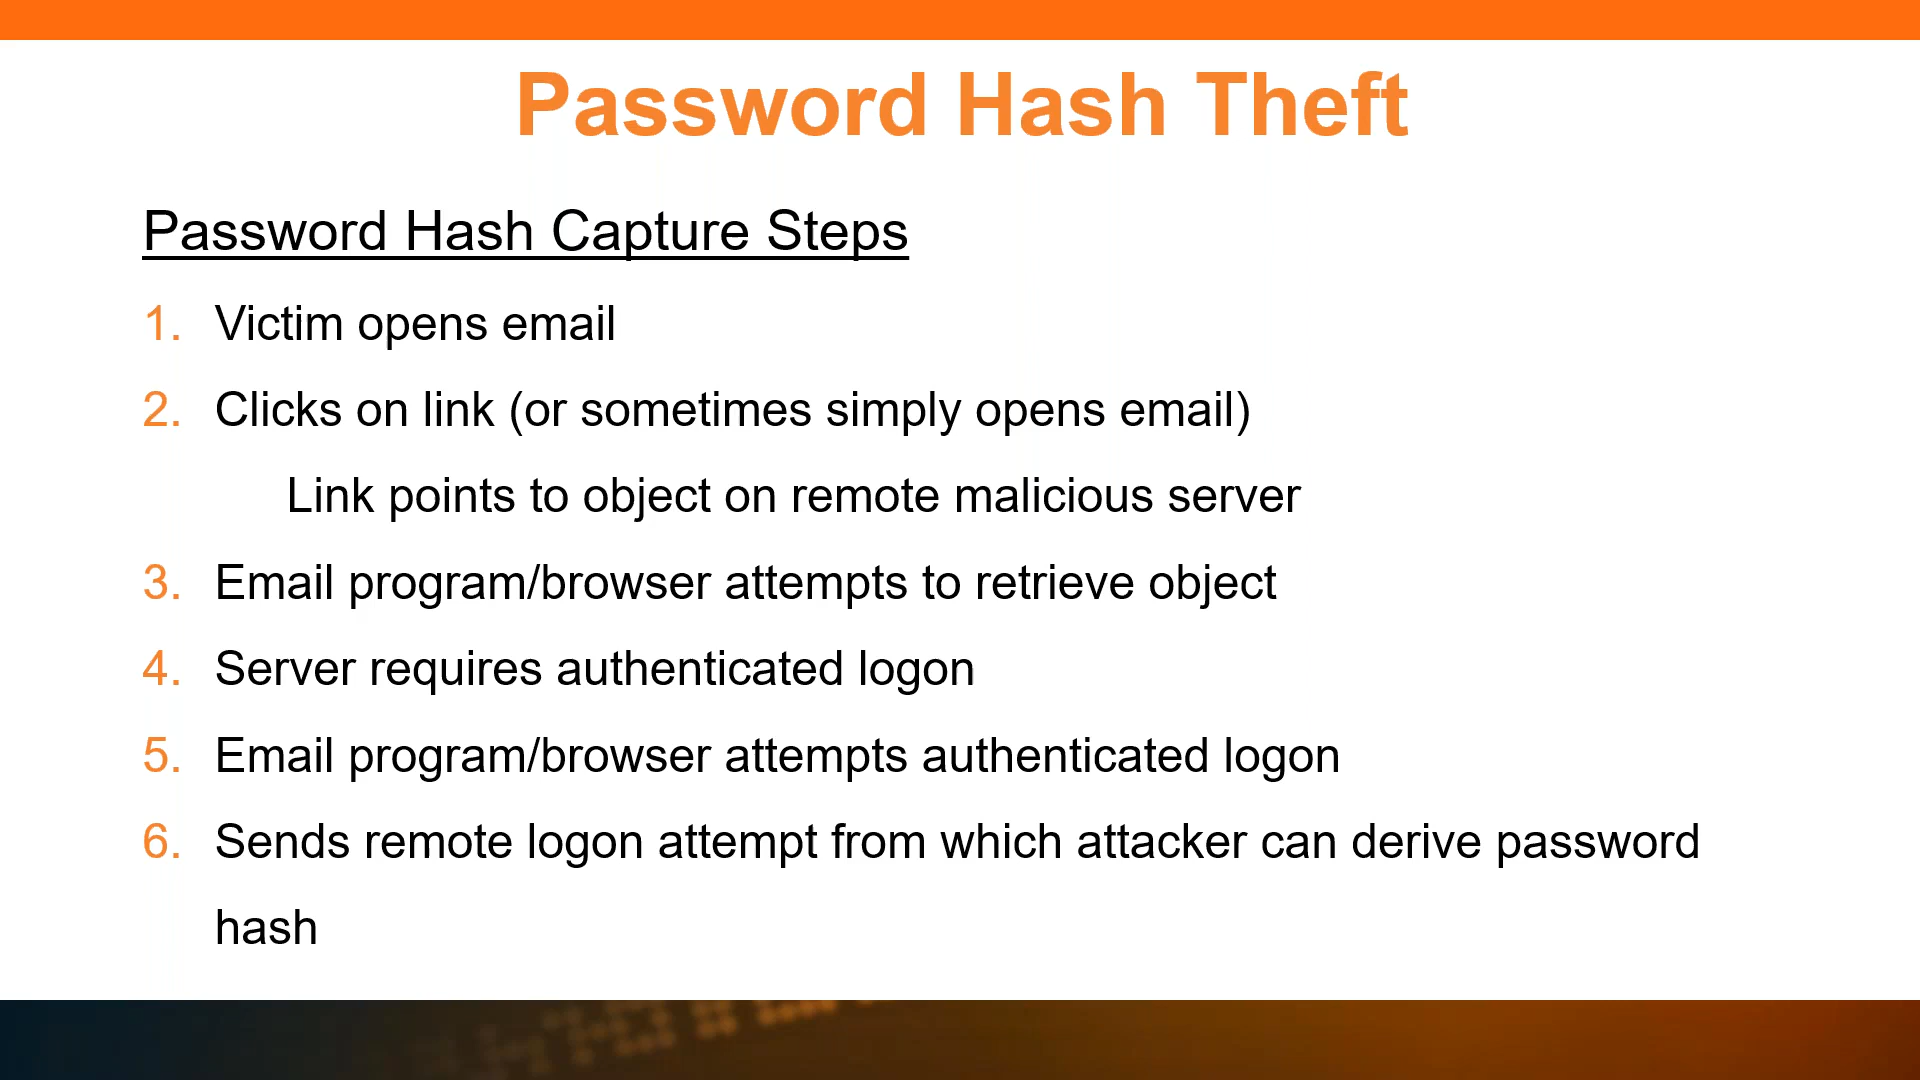 Password Hash Theft
Password Hash Capture Steps
1. Victim opens email
2. Clicks on link (or sometimes simply opens email)
Link points to object on remote malicious server
3. Email program/browser attempts to retrieve object
4. Server requires authenticated logon
5. Email program/browser attempts authenticated logon
6. Sends remote logon attempt from which attacker can derive password
hash